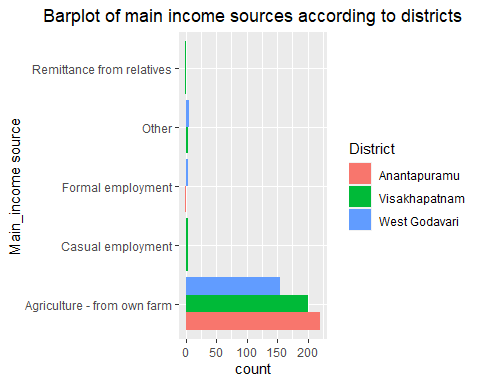 Barplot of main income sources according to districts
Main_income source
Remittance from relatives
Other
Formal employment
Casual employment
Agriculture - from own farm
0 50 100 150 200
count
District
Anantapuramu
Visakhapatnam
West Godavari